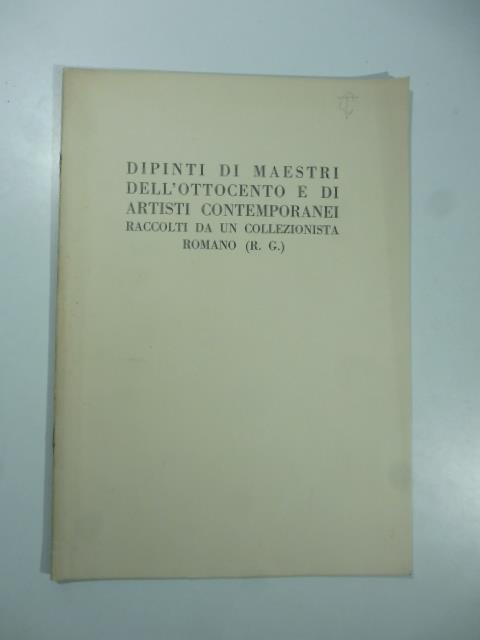 DIPINTI DI MAESTRI
DELL'OTTOCENTO E DI
ARTISTI CONTEMPORANEI
RACCOLTI DA UN COLLEZIONISTA
ROMANO (R. G.)